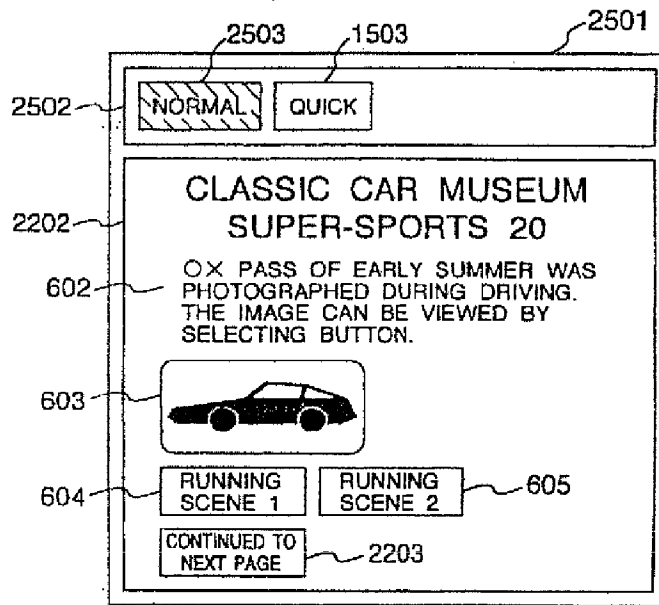 2503 1503 2501
2502 NORMAL QUICK
CLASSIC CAR MUSEUM
2202 SUPER-SPORTS 20
○× PASS OF EARLY SUMMER WAS
602 PHOTOGRAPHED DURING DRIVING.
THE IMAGE CAN BE VIEWED BY
SELECTING BUTTON.
603
RUNNING RUNNING 605
604 SCENE 1 SCENE 2
CONTINUED TO
NEXT PAGE 2203